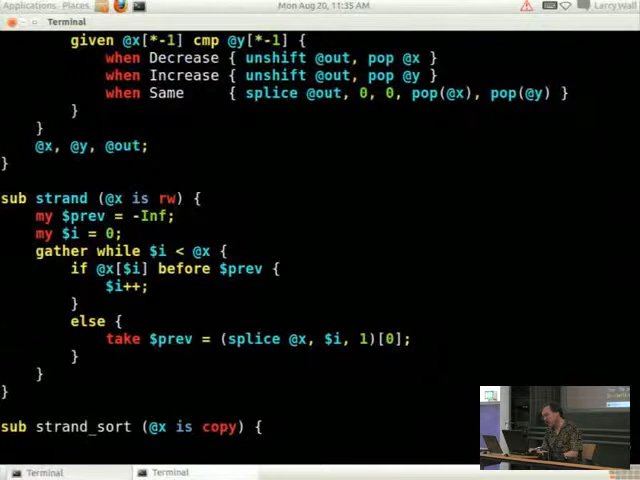 Applications Places Mon Aug 20, 11:35 AM Larry Wall
Terminal
given @x[*-1] cmp @y[*-1] {
when Decrease { unshift @out, pop @x }
when Increase { unshift @out, pop @y }
when Same { splice @out, 0, 0, pop(@x), pop(@y) }
}
}
@x, @y, @out;
}
sub strand (@x is rw) {
my $prev = -Inf;
my $i = 0;
gather while $i < @x {
if @x[$i] before $prev {
$i++;
}
else {
take $prev = (splice @x, $i, 1)[0];
}
}
}
sub strand_sort (@x is copy) {
Terminal Terminal